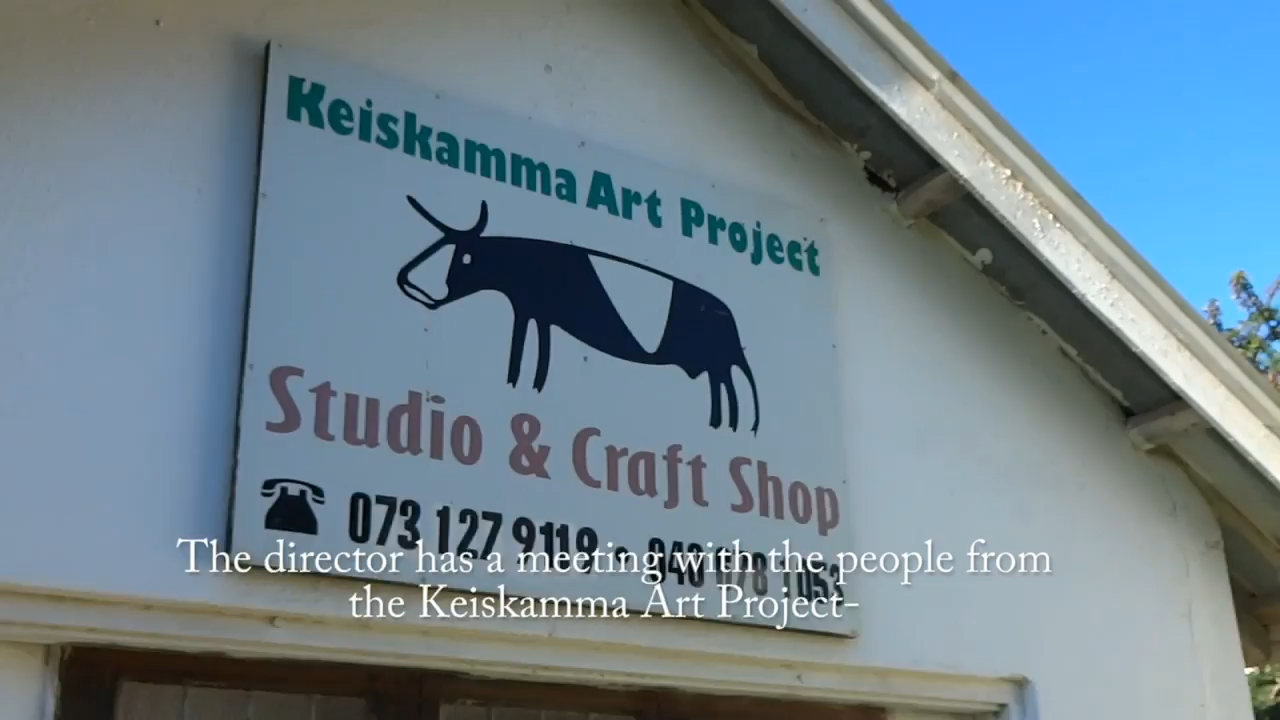 Keiskamma Art Project
Studio & Craft Shop
073 127 9119
The director has a meeting with the people from
the Keiskamma Art Project-